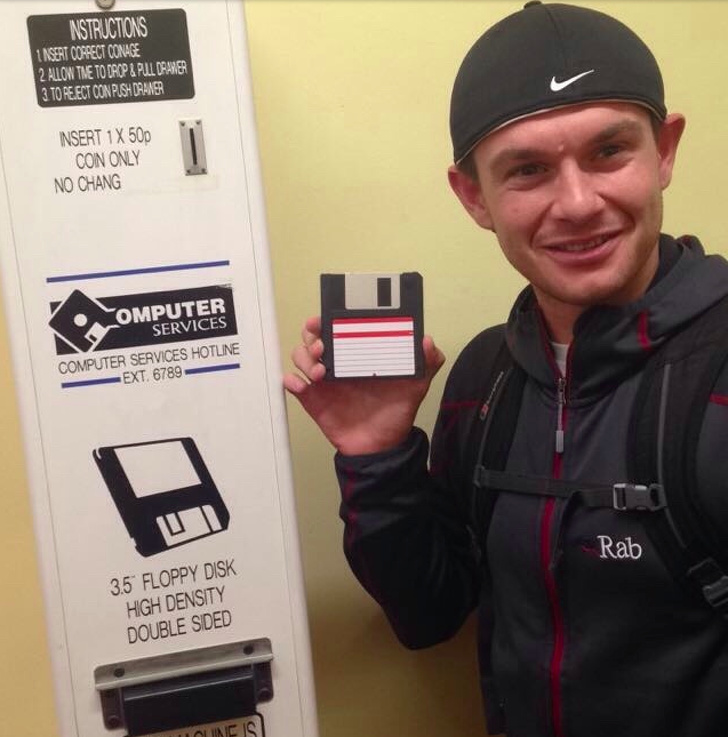 INSTRUCTIONS
1 INSERT CORRECT COINAGE
2 ALLOW TIME TO DROP & PULL DRAWER
3 TO REJECT COIN PUSH DRAWER
INSERT 1 X 50p
COIN ONLY
NO CHANG
COMPUTER
SERVICES
COMPUTER SERVICES HOTLINE
EXT. 6789
3.5" FLOPPY DISK
HIGH DENSITY
DOUBLE SIDED
MACHINE IS
Rab